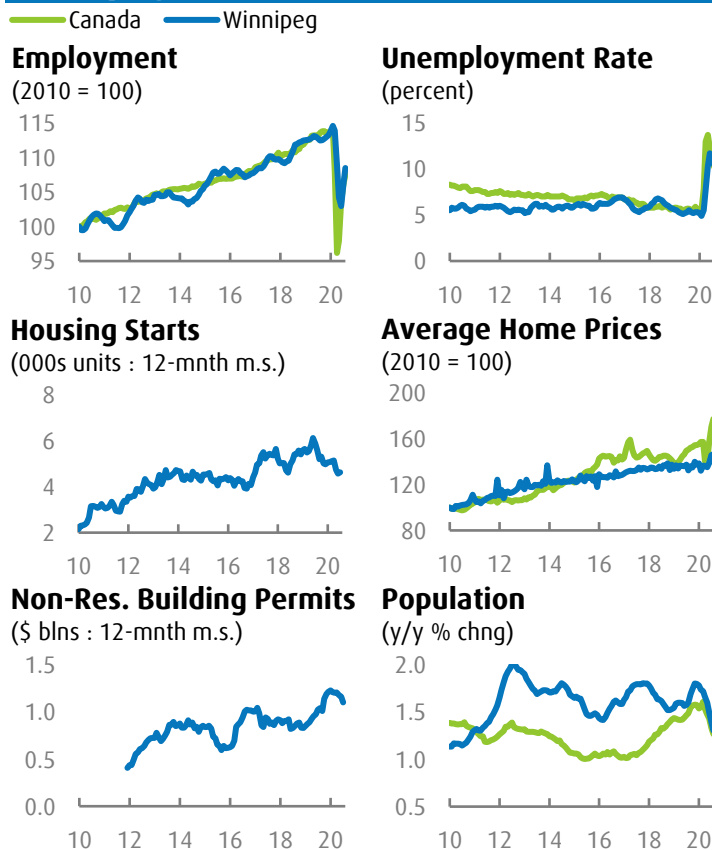 Canada Winnipeg
Employment
(2010 = 100)
115
110
105
100
95
10 12 14 16 18 20
Unemployment Rate
(percent)
15
10
5
0
10 12 14 16 18 20
Housing Starts
(000s units : 12-mnth m.s.)
8
6
4
2
10 12 14 16 18 20
Average Home Prices
(2010 = 100)
200
160
120
80
10 12 14 16 18 20
Non-Res. Building Permits
($ blns : 12-mnth m.s.)
1.5
1.0
0.5
0.0
10 12 14 16 18 20
Population
(y/y % chng)
2.0
1.5
1.0
0.5
10 12 14 16 18 20